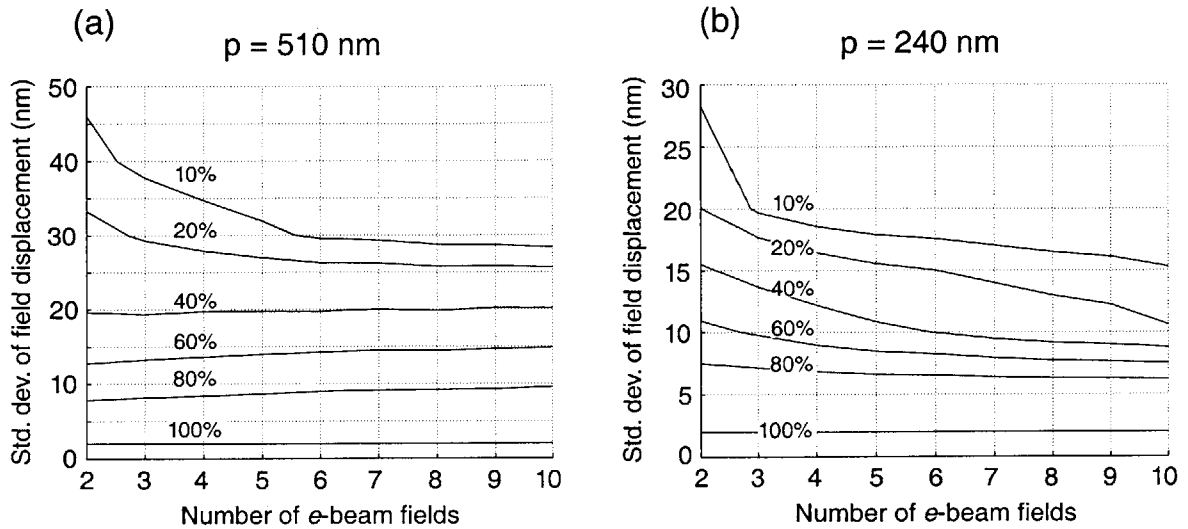 (a)
p = 510 nm
Std. dev. of field displacement (nm)
50
40
30
20
10
0
10%
20%
40%
60%
80%
100%
2 3 4 5 6 7 8 9 10
Number of e-beam fields
(b)
p = 240 nm
Std. dev. of field displacement (nm)
30
25
20
15
10
5
0
10%
20%
40%
60%
80%
100%
2 3 4 5 6 7 8 9 10
Number of e-beam fields